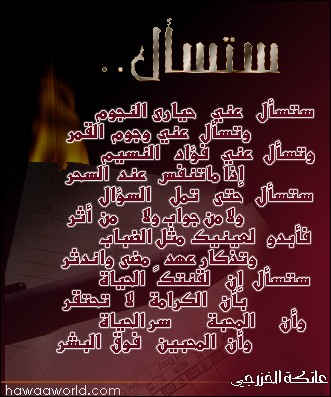 ستسأل..
ستسأل عني حيارى النجوم
وتسأل عني وجوم القمر
وتسأل عني فؤاد النسيم
إذا ماتنفس عند السحر
ستسأل حتى تمل السؤال
ولا من جواب ولا من أثر
فأبدو لعينيك مثل الضباب
وتذكار عهد مضى واندثر
ستسأل إن لقنتك الحياة
بأن الكرامة لا تحتقر
وأن المحبة سر الحياة
وأن المحبين فوق البشر
عاتكة الخزرجي
hawaaworld.com